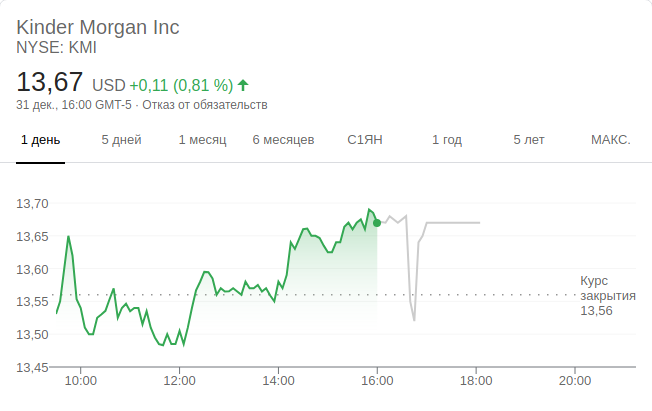 Kinder Morgan Inc
NYSE: KMI
13,67 USD +0,11 (0,81 %)
31 дек., 16:00 GMT-5 · Отказ от обязательств
1 день 5 дней 1 месяц 6 месяцев С1ЯН 1 год 5 лет МАКС.
13,70
13,65
13,60
13,55
13,50
13,45
Курс
закрытия
13,56
10:00 12:00 14:00 16:00 18:00 20:00